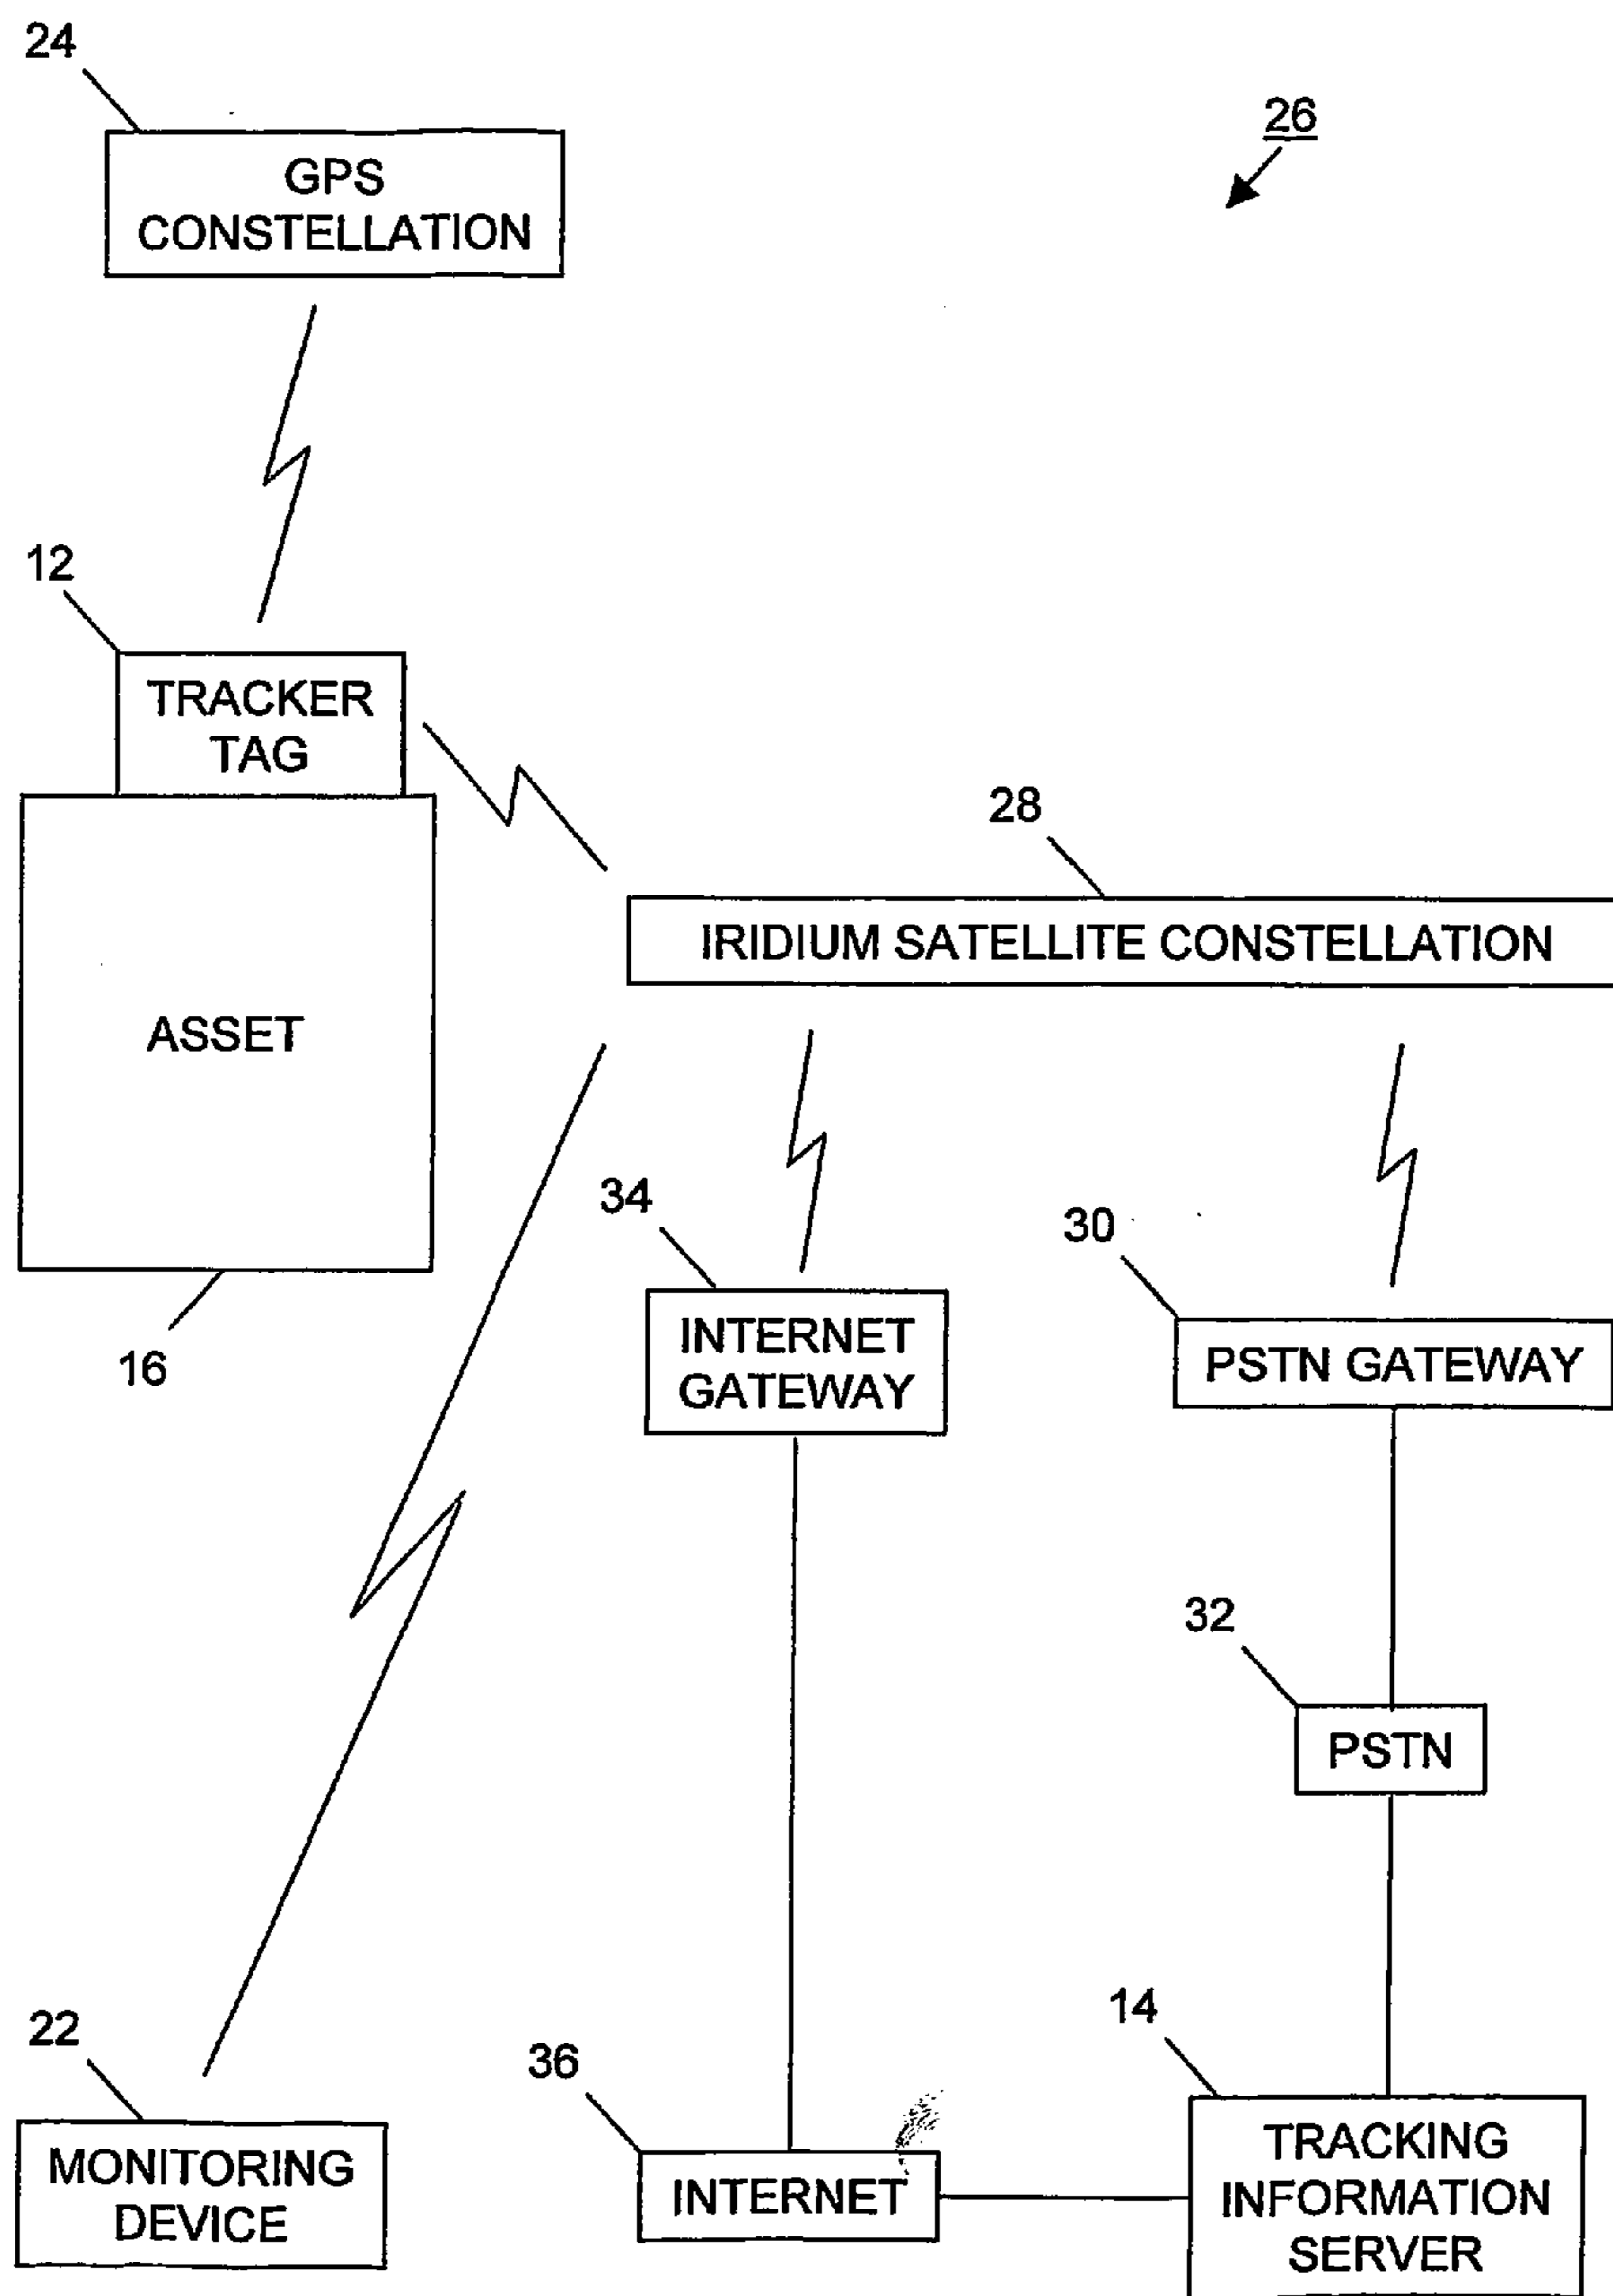 24
26
GPS
CONSTELLATION
12
TRACKER
TAG
28
IRIDIUM SATELLITE CONSTELLATION
ASSET
34
30
INTERNET
GATEWAY
PSTN GATEWAY
16
32
PSTN
22
14
36
MONITORING
DEVICE
INTERNET
TRACKING
INFORMATION
SERVER